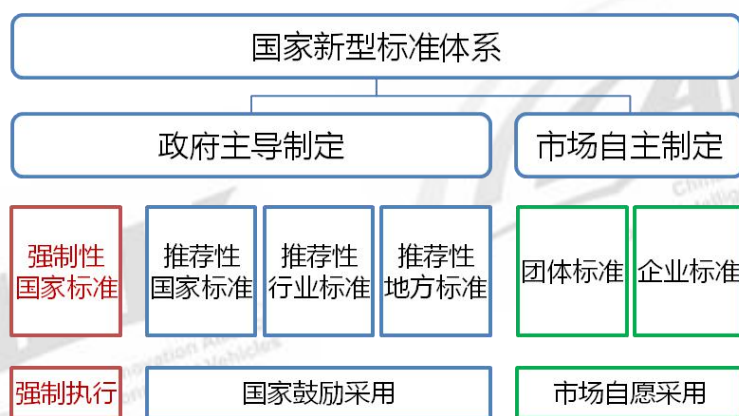 国家新型标准体系
政府主导制定
市场自主制定
强制性
国家标准
推荐性
国家标准
推荐性
行业标准
推荐性
地方标准
团体标准
企业标准
强制执行
国家鼓励采用
市场自愿采用